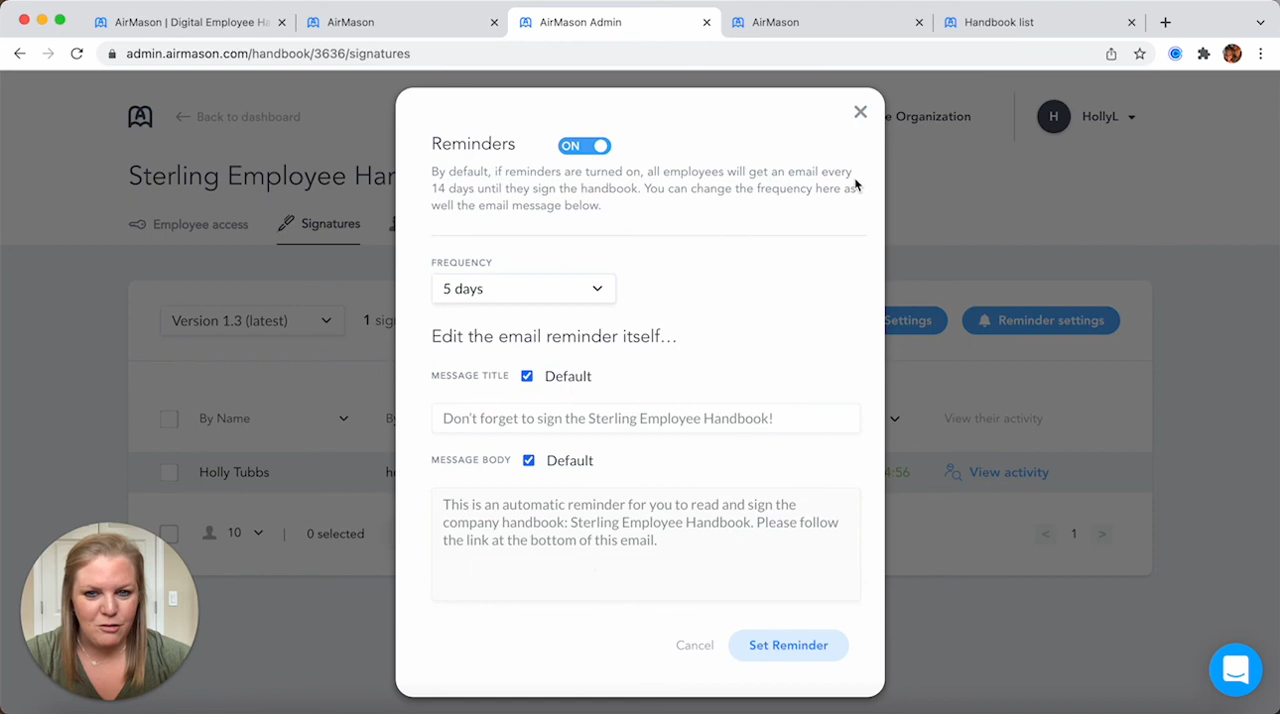 AirMason | Digital Employee Ha
AirMason
AirMason Admin
AirMason
Handbook list
admin.airmason.com/handbook/3636/signatures
Back to dashboard
e Organization
H
HollyL
Sterling Employee Har
Employee access
Signatures
Reminders
ON
By default, if reminders are turned on, all employees will get an email every
14 days until they sign the handbook. You can change the frequency here as
well the email message below.
FREQUENCY
5 days
Version 1.3 (latest)
1 sig
Settings
Reminder settings
Edit the email reminder itself...
MESSAGE TITLE
Default
Don't forget to sign the Sterling Employee Handbook!
By Name
By
View their activity
MESSAGE BODY
Default
Holly Tubbs
he
4:56
View activity
This is an automatic reminder for you to read and sign the
company handbook: Sterling Employee Handbook. Please follow
the link at the bottom of this email.
10
|
0 selected
<
1
>
Cancel
Set Reminder